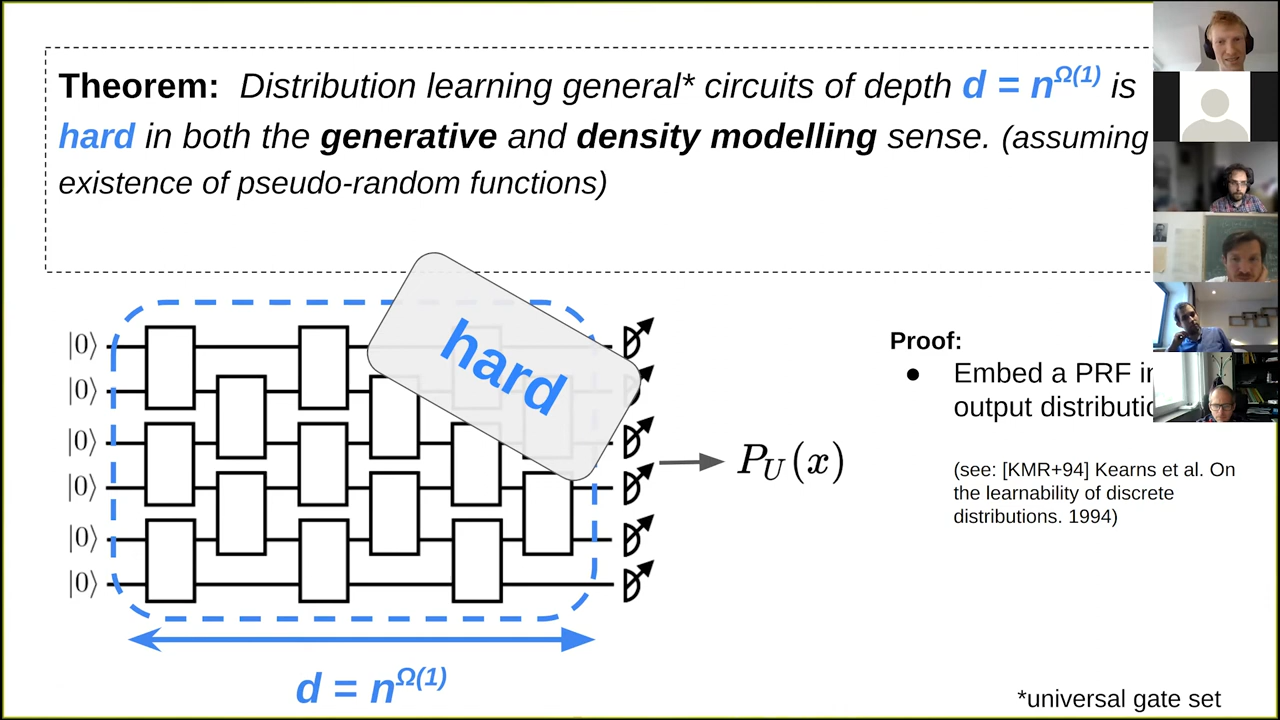 Theorem: Distribution learning general* circuits of depth d = n^Ω(1) is
hard in both the generative and density modelling sense. (assuming
existence of pseudo-random functions)
hard
|0⟩
|0⟩
|0⟩
|0⟩
|0⟩
|0⟩
P_U(x)
d = n^Ω(1)
Proof:
● Embed a PRF
output
(see: [KMR+94] Kearns et al. On
the learnability of discrete
distributions. 1994)
*universal gate set